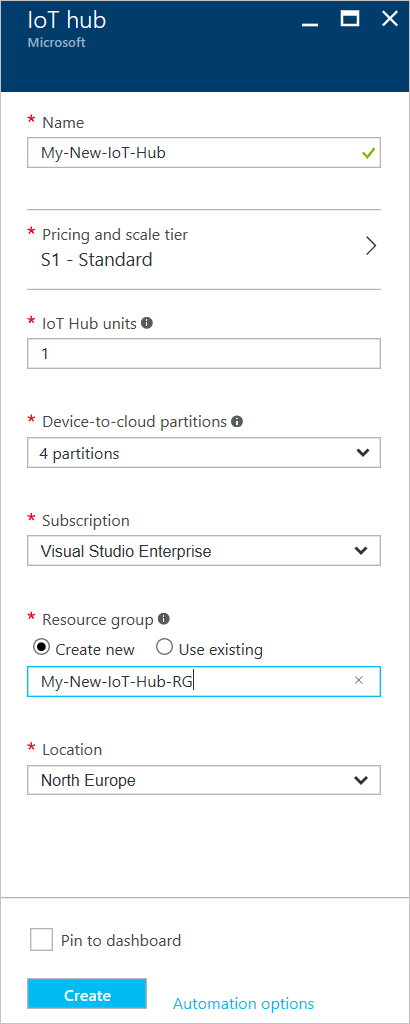 IoT hub
Microsoft
* Name
My-New-IoT-Hub
* Pricing and scale tier
S1 - Standard
* IoT Hub units
1
* Device-to-cloud partitions
4 partitions
* Subscription
Visual Studio Enterprise
* Resource group
Create new Use existing
My-New-IoT-Hub-RG
* Location
North Europe
Pin to dashboard
Create Automation options